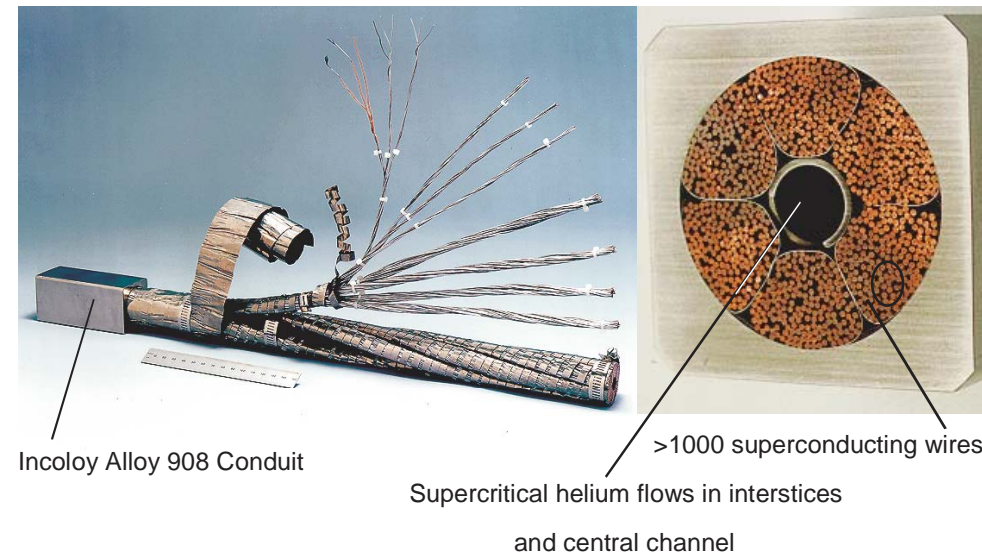 Incoloy Alloy 908 Conduit
>1000 superconducting wires
Supercritical helium flows in interstices
and central channel